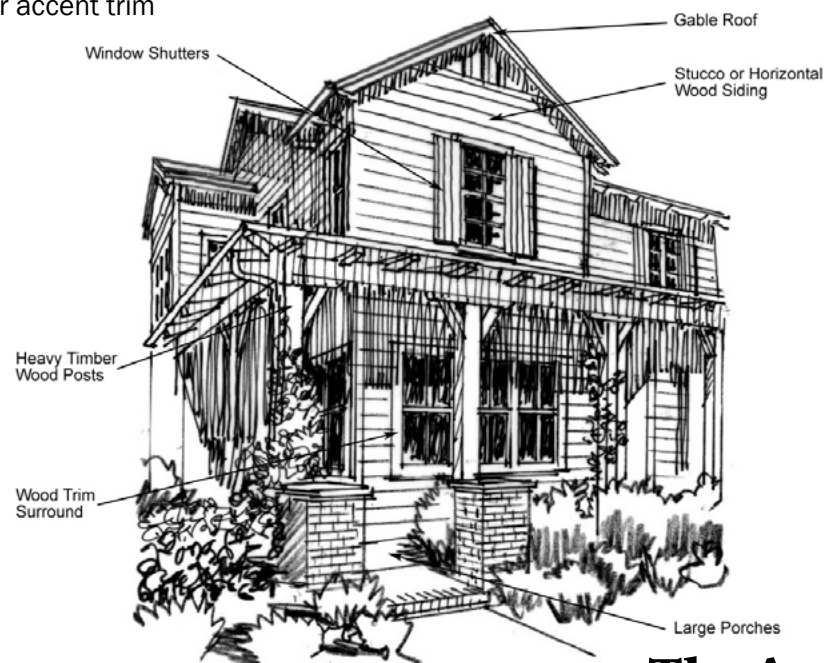 r accent trim
Gable Roof
Window Shutters
Stucco or Horizontal
Wood Siding
Heavy Timber
Wood Posts
Wood Trim
Surround
Large Porches